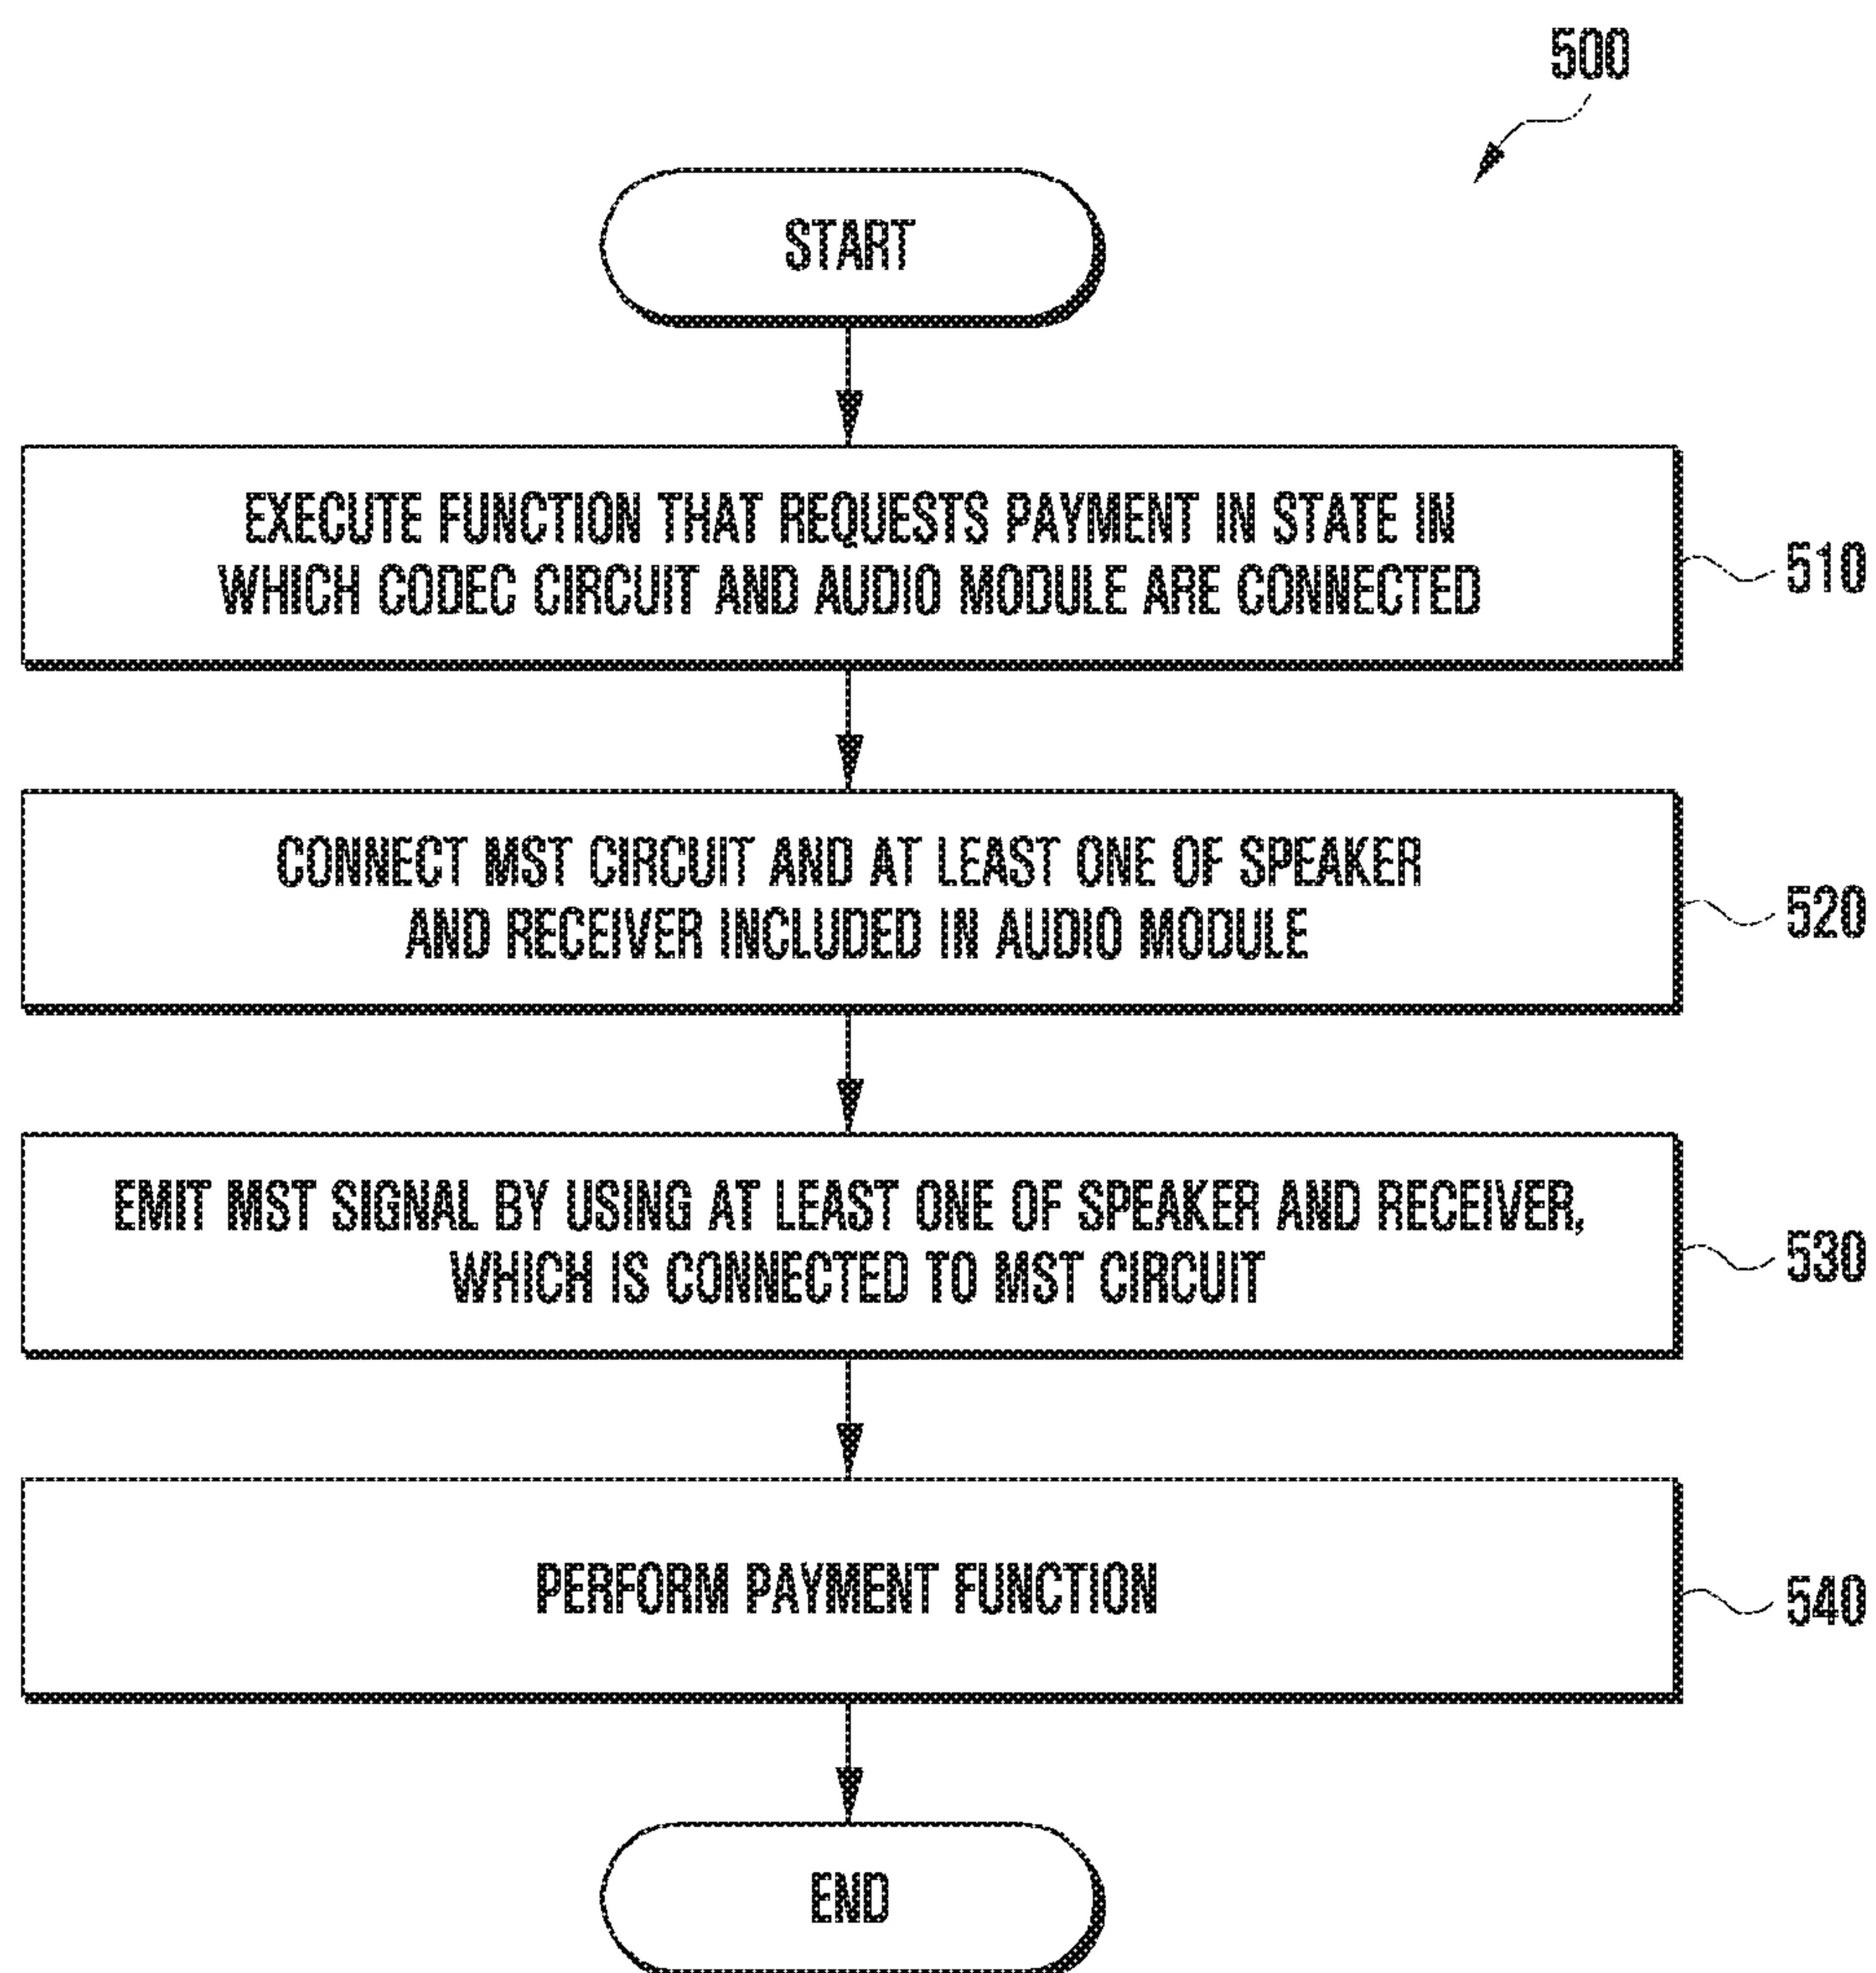 500
START
EXECUTE FUNCTION THAT REQUESTS PAYMENT IN STATE IN
WHICH CODEC CIRCUIT AND AUDIO MODULE ARE CONNECTED
510
CONNECT MST CIRCUIT AND AT LEAST ONE OF SPEAKER
AND RECEIVER INCLUDED IN AUDIO MODULE
520
EMIT MST SIGNAL BY USING AT LEAST ONE OF SPEAKER AND RECEIVER,
WHICH IS CONNECTED TO MST CIRCUIT
530
PERFORM PAYMENT FUNCTION
540
END